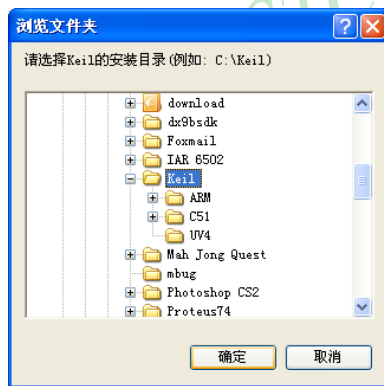 浏览文件夹
请选择Keil的安装目录(例如: C:\Keil)
download
dx9bsdk
Foxmail
IAR 6502
Keil
ARM
C51
UV4
Mah Jong Quest
mbug
Photoshop CS2
Proteus74
确定 取消